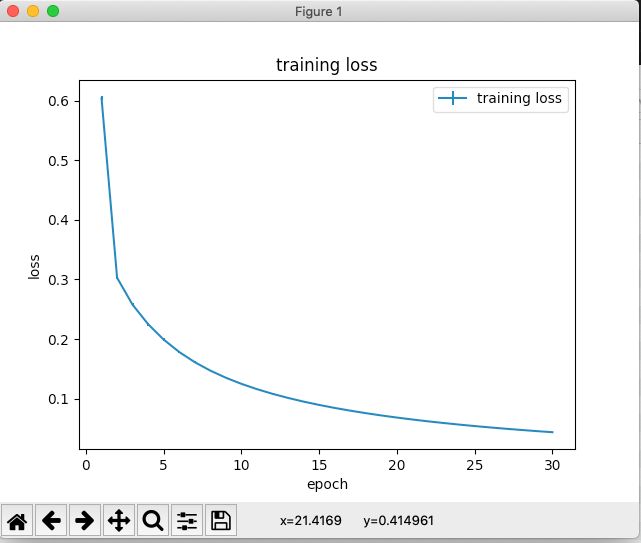 Figure 1
training loss
training loss
0.6
0.5
0.4
0.3
0.2
0.1
loss
0 5 10 15 20 25 30
epoch
x=21.4169 y=0.414961